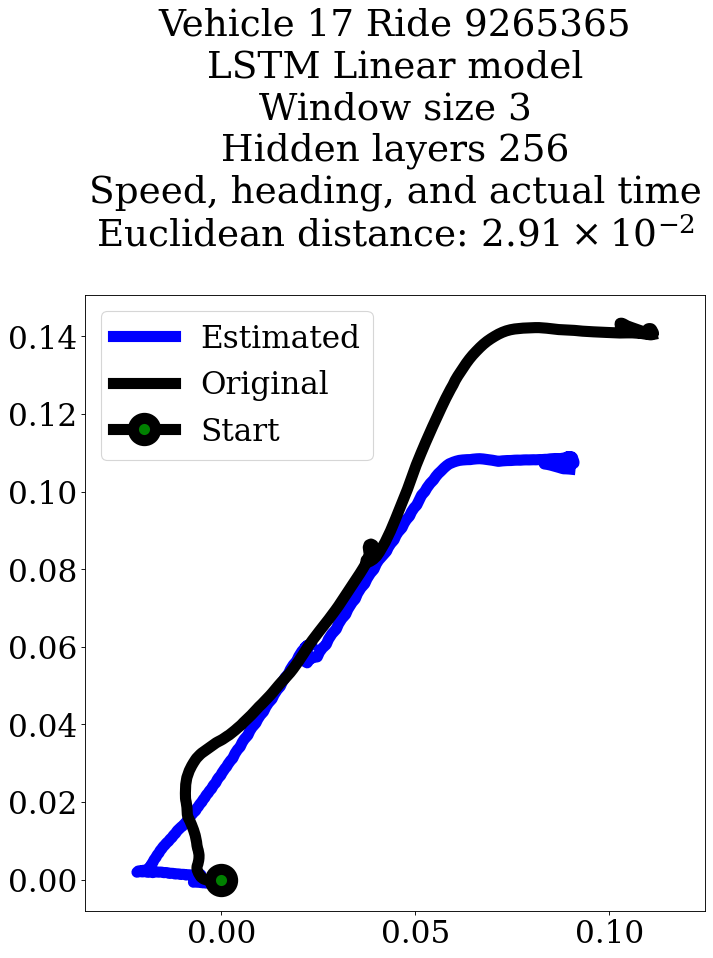 Vehicle 17 Ride 9265365
LSTM Linear model
Window size 3
Hidden layers 256
Speed, heading, and actual time
Euclidean distance: 2.91 × 10⁻²
Estimated
Original
Start
0.14
0.12
0.10
0.08
0.06
0.04
0.02
0.00
0.00 0.05 0.10